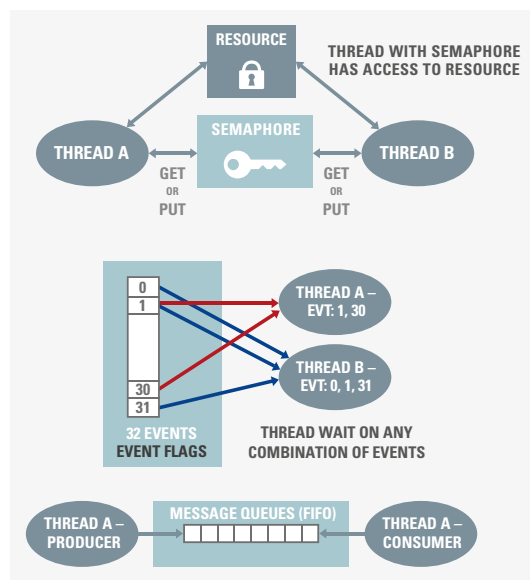 RESOURCE
THREAD WITH SEMAPHORE
HAS ACCESS TO RESOURCE
SEMAPHORE
THREAD A
THREAD B
GET
OR
PUT
GET
OR
PUT
0
1
30
31
THREAD A –
EVT: 1, 30
THREAD B –
EVT: 0, 1, 31
32 EVENTS
EVENT FLAGS
THREAD WAIT ON ANY
COMBINATION OF EVENTS
MESSAGE QUEUES (FIFO)
THREAD A –
PRODUCER
THREAD A –
CONSUMER